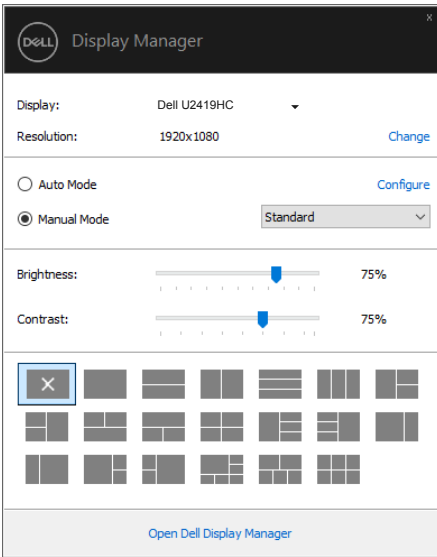 x
DELL Display Manager
Display: Dell U2419HC
Resolution: 1920x1080 Change
Auto Mode Configure
Manual Mode Standard
Brightness: 75%
Contrast: 75%
Open Dell Display Manager